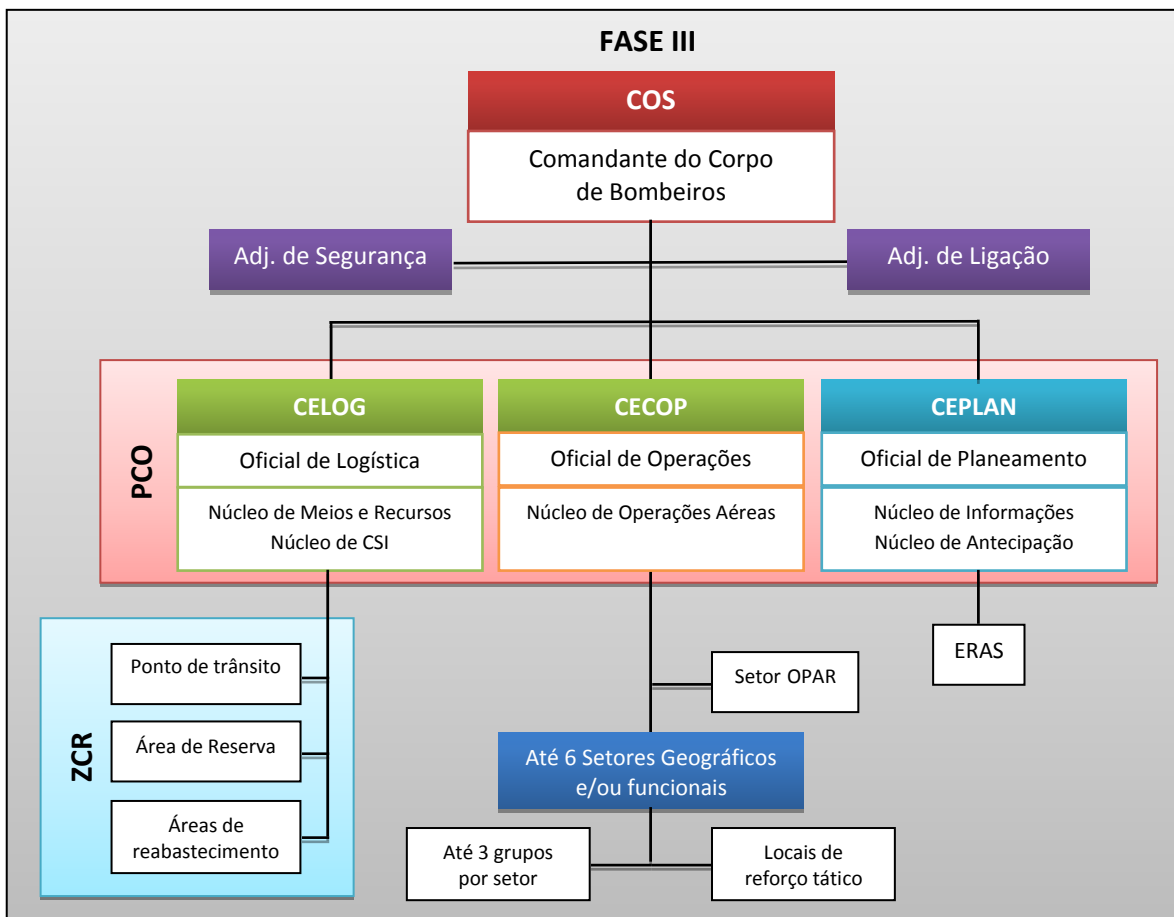 FASE III
COS
Comandante do Corpo
de Bombeiros
Adj. de Segurança
Adj. de Ligação
PCO
CELOG
Oficial de Logística
Núcleo de Meios e Recursos
Núcleo de CSI
CECOP
Oficial de Operações
Núcleo de Operações Aéreas
CEPLAN
Oficial de Planeamento
Núcleo de Informações
Núcleo de Antecipação
ZCR
Ponto de trânsito
Área de Reserva
Áreas de
reabastecimento
Setor OPAR
ERAS
Até 6 Setores Geográficos
e/ou funcionais
Até 3 grupos
por setor
Locais de
reforço tático